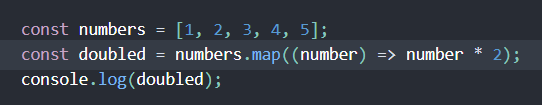 const numbers = [1, 2, 3, 4, 5];
const doubled = numbers.map((number) => number * 2);
console.log(doubled);